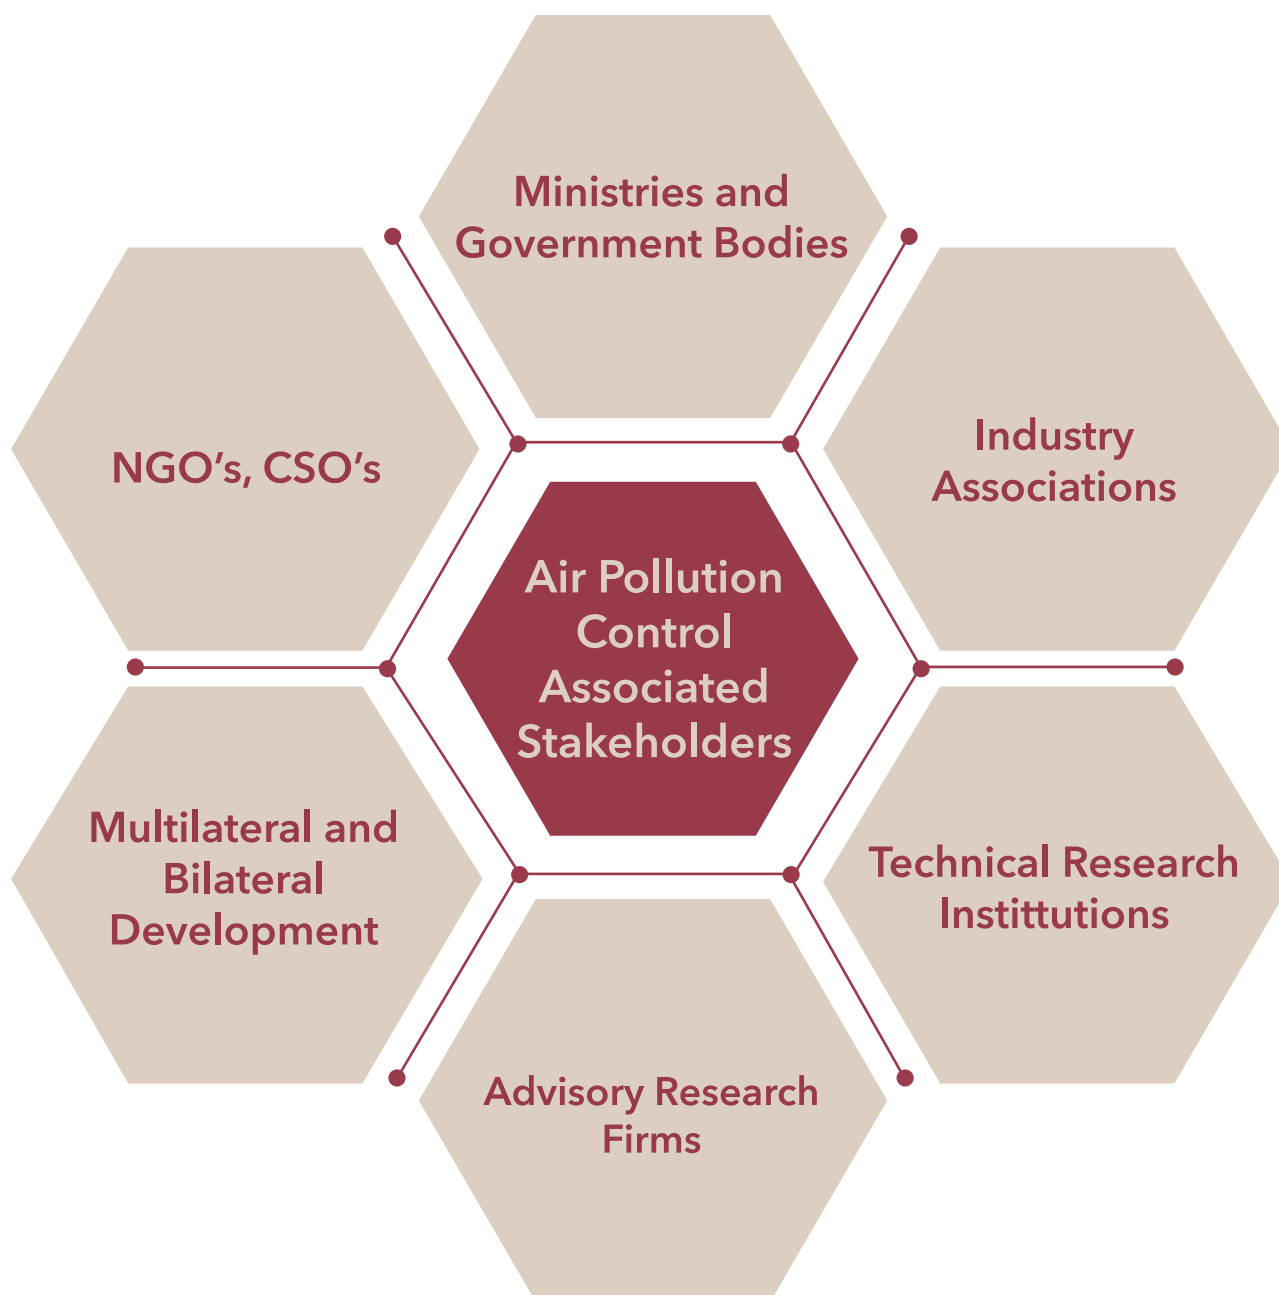 Ministries and
Government Bodies
NGO’s, CSO’s
Industry
Associations
Air Pollution
Control
Associated
Stakeholders
Multilateral and
Bilateral
Development
Technical Research
Instittutions
Advisory Research
Firms